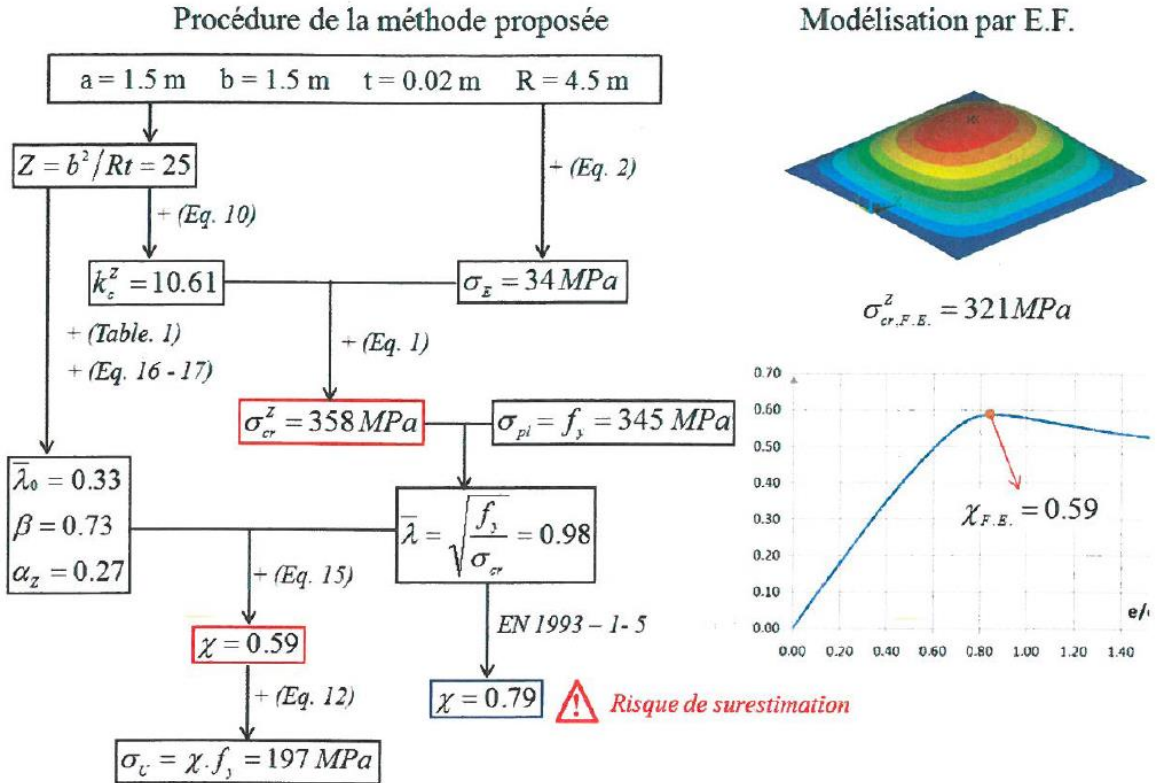 Procédure de la méthode proposée
a = 1.5 m b = 1.5 m t = 0.02 m R = 4.5 m
Z = b²/Rt = 25
+ (Eq. 2)
+ (Eq. 10)
k_c^Z = 10.61
σ_E = 34 MPa
+ (Table. 1)
+ (Eq. 16 - 17)
+ (Eq. 1)
σ_cr^Z = 358 MPa
σ_pl = f_y = 345 MPa
λ̄₀ = 0.33
β = 0.73
α_Z = 0.27
λ̄ = √(f_y/σ_cr) = 0.98
+ (Eq. 15)
EN 1993 – 1- 5
χ = 0.59
+ (Eq. 12)
χ = 0.79
Risque de surestimation
σ_U = χ.f_y = 197 MPa
Modélisation par E.F.
σ_cr,F.E.^Z = 321MPa
0.70
0.60
0.50
0.40
0.30
0.20
0.10
0.00
χ_F.E. = 0.59
0.00 0.20 0.40 0.60 0.80 1.00 1.20 1.40